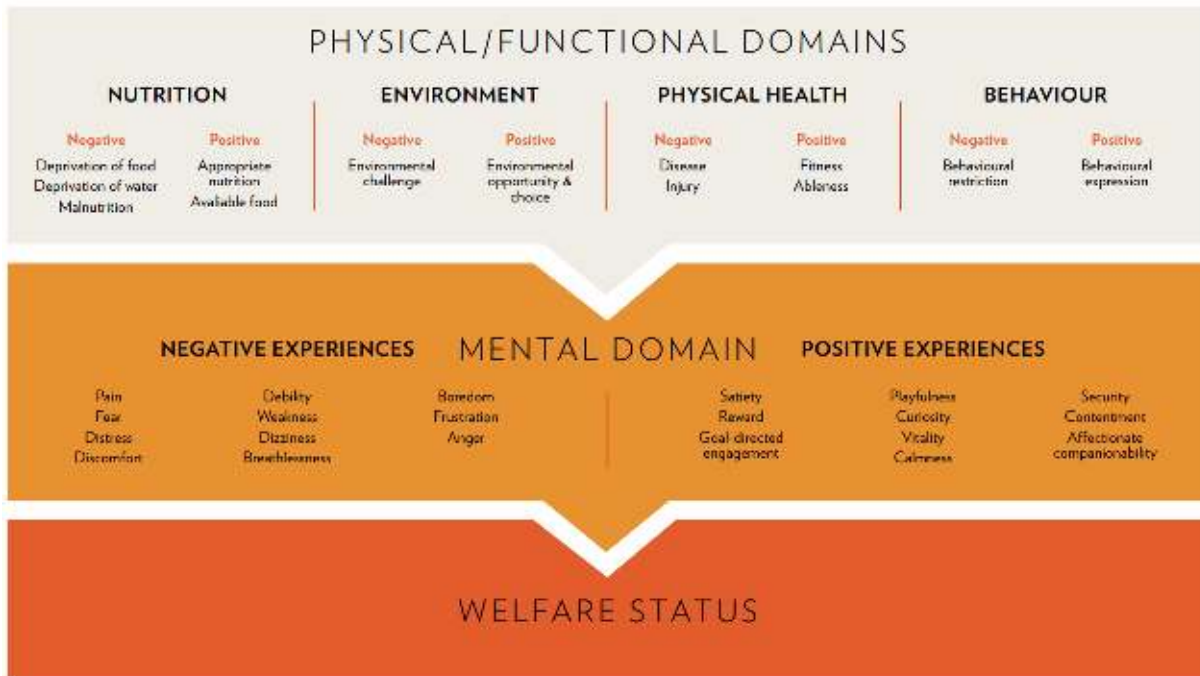 PHYSICAL/FUNCTIONAL DOMAINS
NUTRITION
Negative
Deprivation of food
Deprivation of water
Malnutrition
Positive
Appropriate
nutrition
Available food
ENVIRONMENT
Negative
Environmental
challenge
Positive
Environmental
opportunity &
choice
PHYSICAL HEALTH
Negative
Disease
Injury
Positive
Fitness
Ableness
BEHAVIOUR
Negative
Behavioural
restriction
Positive
Behavioural
expression
MENTAL DOMAIN
NEGATIVE EXPERIENCES
Pain
Fear
Distress
Discomfort
Debility
Weakness
Dizziness
Breathlessness
Boredom
Frustration
Anger
POSITIVE EXPERIENCES
Satiety
Reward
Goal-directed
engagement
Playfulness
Curiosity
Vitality
Calmness
Security
Contentment
Affectionate
companionability
WELFARE STATUS